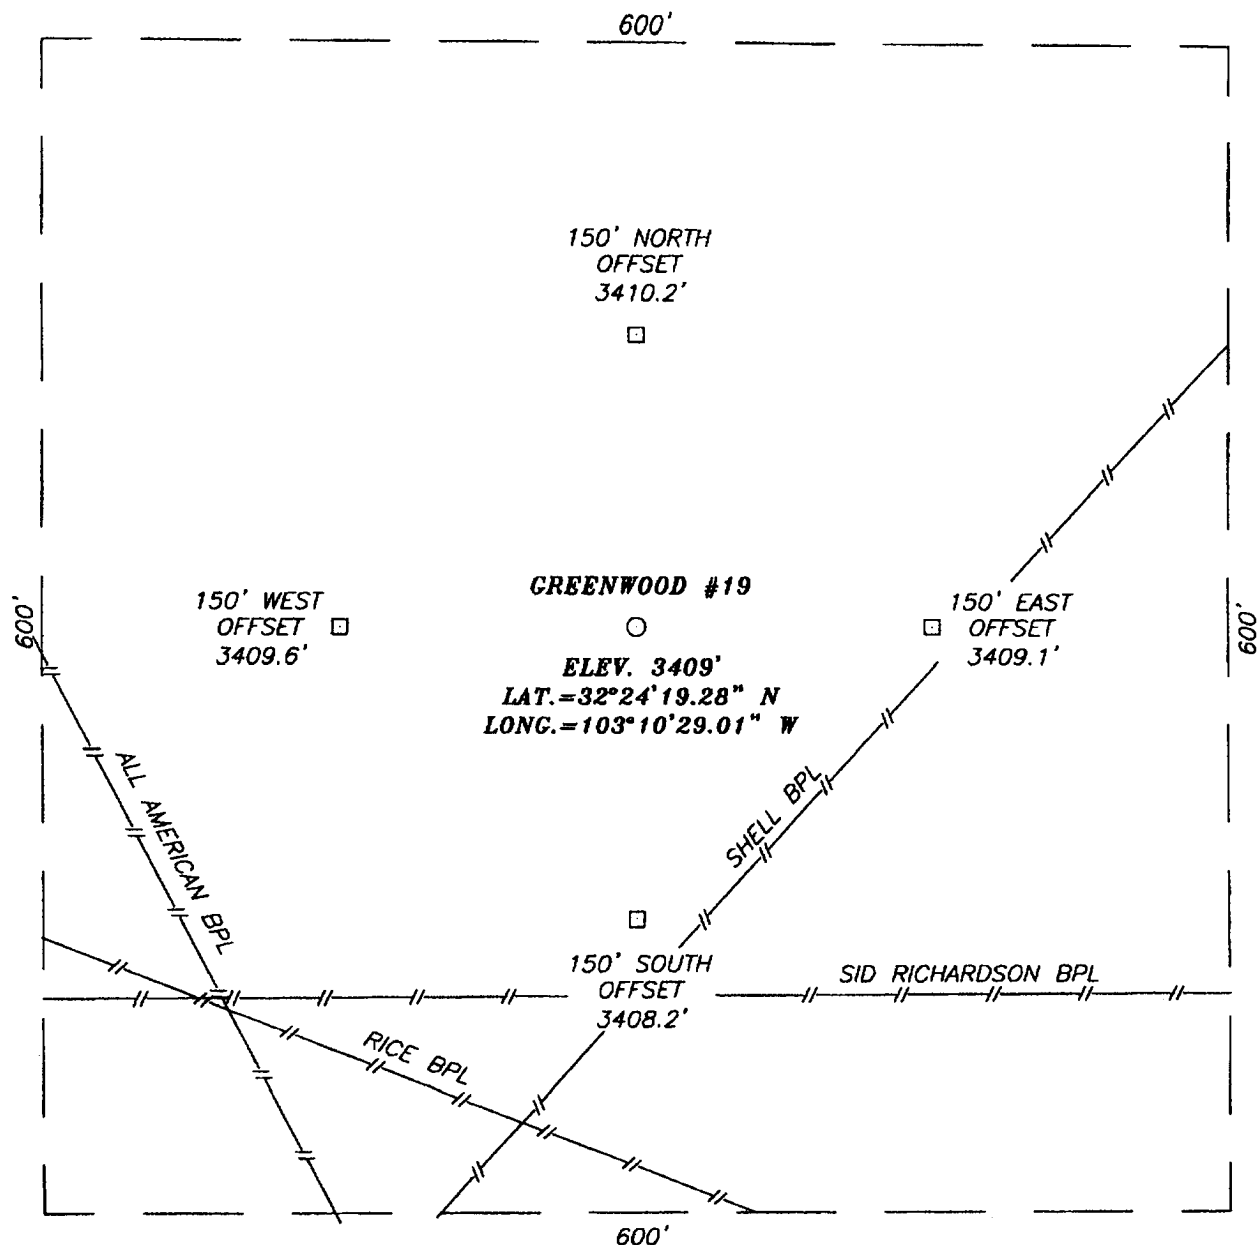 600'
150' NORTH
OFFSET
3410.2'
GREENWOOD #19
150' WEST
OFFSET
3409.6'
150' EAST
OFFSET
3409.1'
600'
600'
ELEV. 3409'
LAT.=32°24'19.28" N
LONG.=103°10'29.01" W
ALL AMERICAN BPL
SHELL BPL
150' SOUTH
OFFSET
3408.2'
SID RICHARDSON BPL
RICE BPL
600'